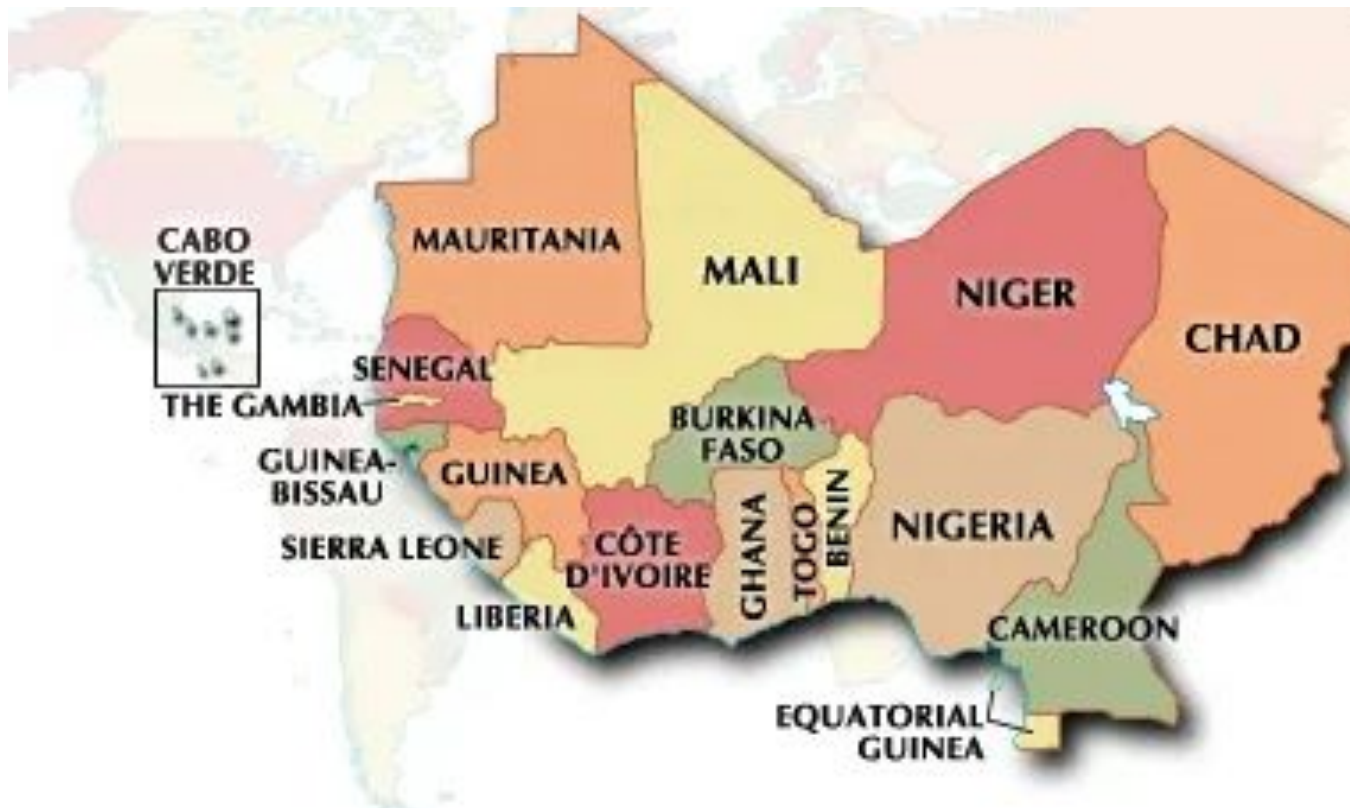 CABO
VERDE
MAURITANIA
MALI
NIGER
CHAD
SENEGAL
THE GAMBIA
BURKINA
FASO
GUINEA-
BISSAU
GUINEA
SIERRA LEONE
CÔTE
D'IVOIRE
GHANA
TOGO
BENIN
NIGERIA
LIBERIA
CAMEROON
EQUATORIAL
GUINEA